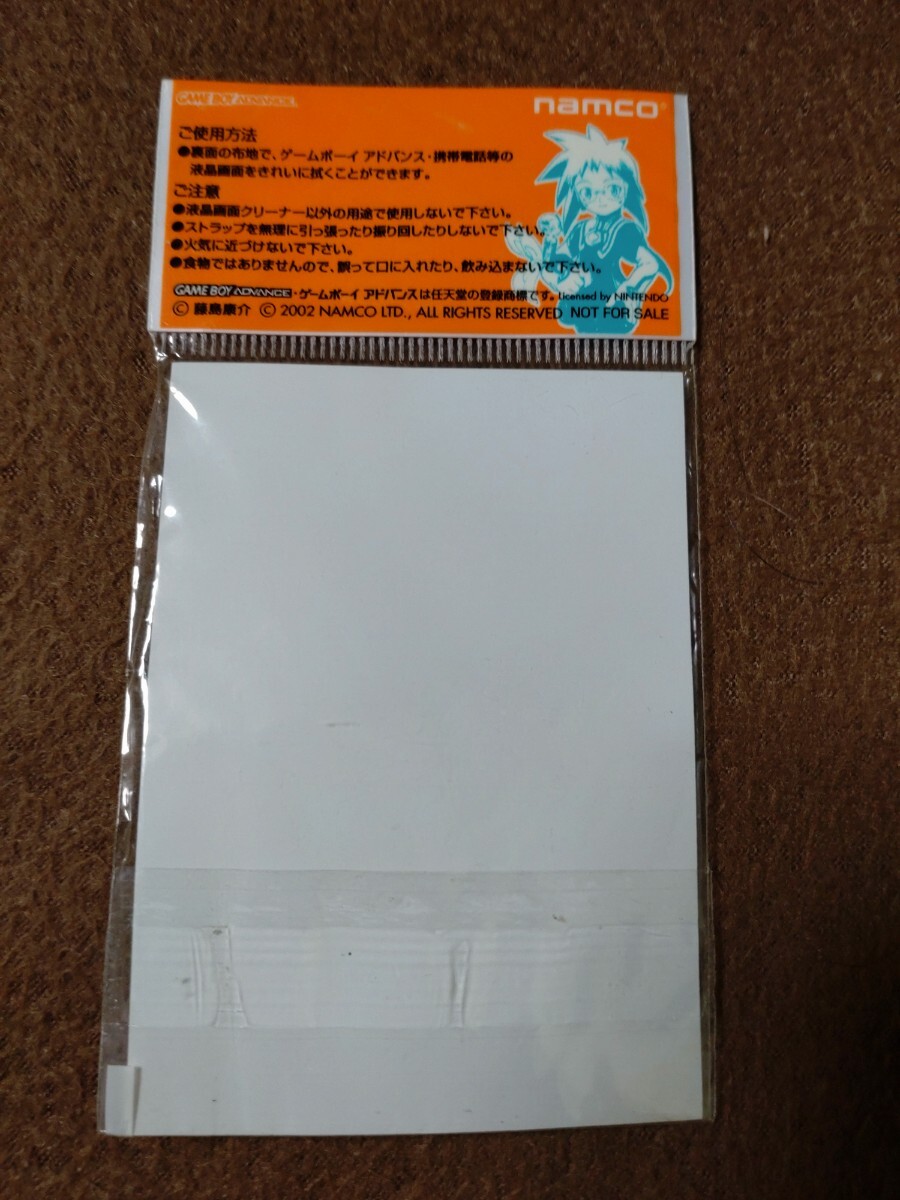 GAME BOY ADVANCE
namco
ご使用方法
●裏面の布地で、ゲームボーイ アドバンス・携帯電話等の
液晶画面をきれいに拭くことができます。
ご注意
●液晶画面クリーナー以外の用途で使用しないで下さい。
●ストラップを無理に引っ張ったり振り回したりしないで下さい。
●火気に近づけないで下さい。
●食物ではありませんので、誤って口に入れたり、飲み込まないで下さい。
GAME BOY ADVANCE・ゲームボーイ アドバンスは任天堂の登録商標です。Licensed by NINTENDO
© 藤島康介 © 2002 NAMCO LTD., ALL RIGHTS RESERVED NOT FOR SALE